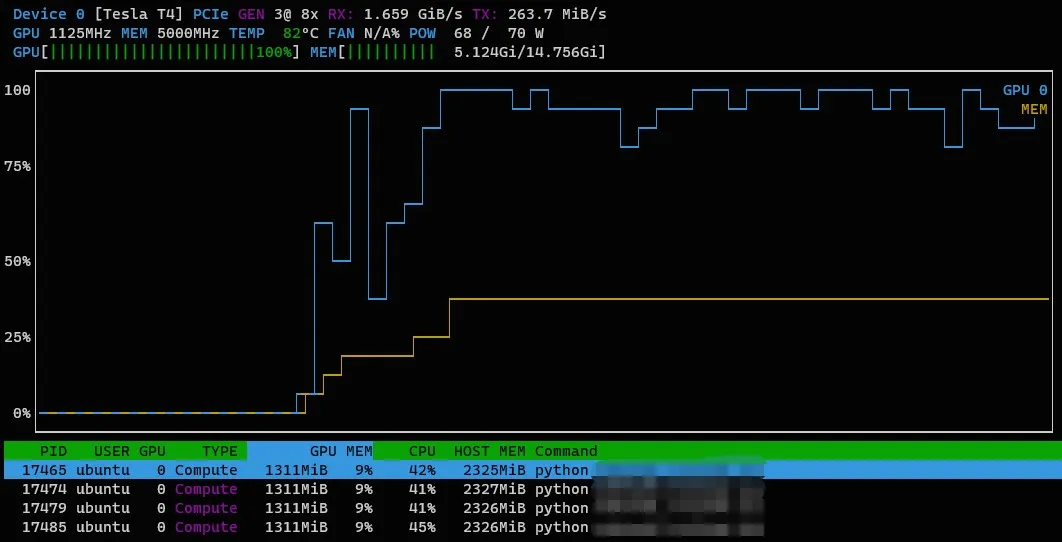 Device 0 [Tesla T4] PCIe GEN 3@ 8x RX: 1.659 GiB/s TX: 263.7 MiB/s
GPU 1125MHz MEM 5000MHz TEMP 82°C FAN N/A% POW 68 / 70 W
GPU[|||||||||||||||||||||||100%] MEM[|||||||||| 5.124Gi/14.756Gi]
100
GPU 0
MEM
75%
50%
25%
0%
PID USER GPU TYPE GPU MEM CPU HOST MEM Command
17465 ubuntu 0 Compute 1311MiB 9% 42% 2325MiB python
17474 ubuntu 0 Compute 1311MiB 9% 41% 2327MiB python
17479 ubuntu 0 Compute 1311MiB 9% 41% 2326MiB python
17485 ubuntu 0 Compute 1311MiB 9% 45% 2326MiB python